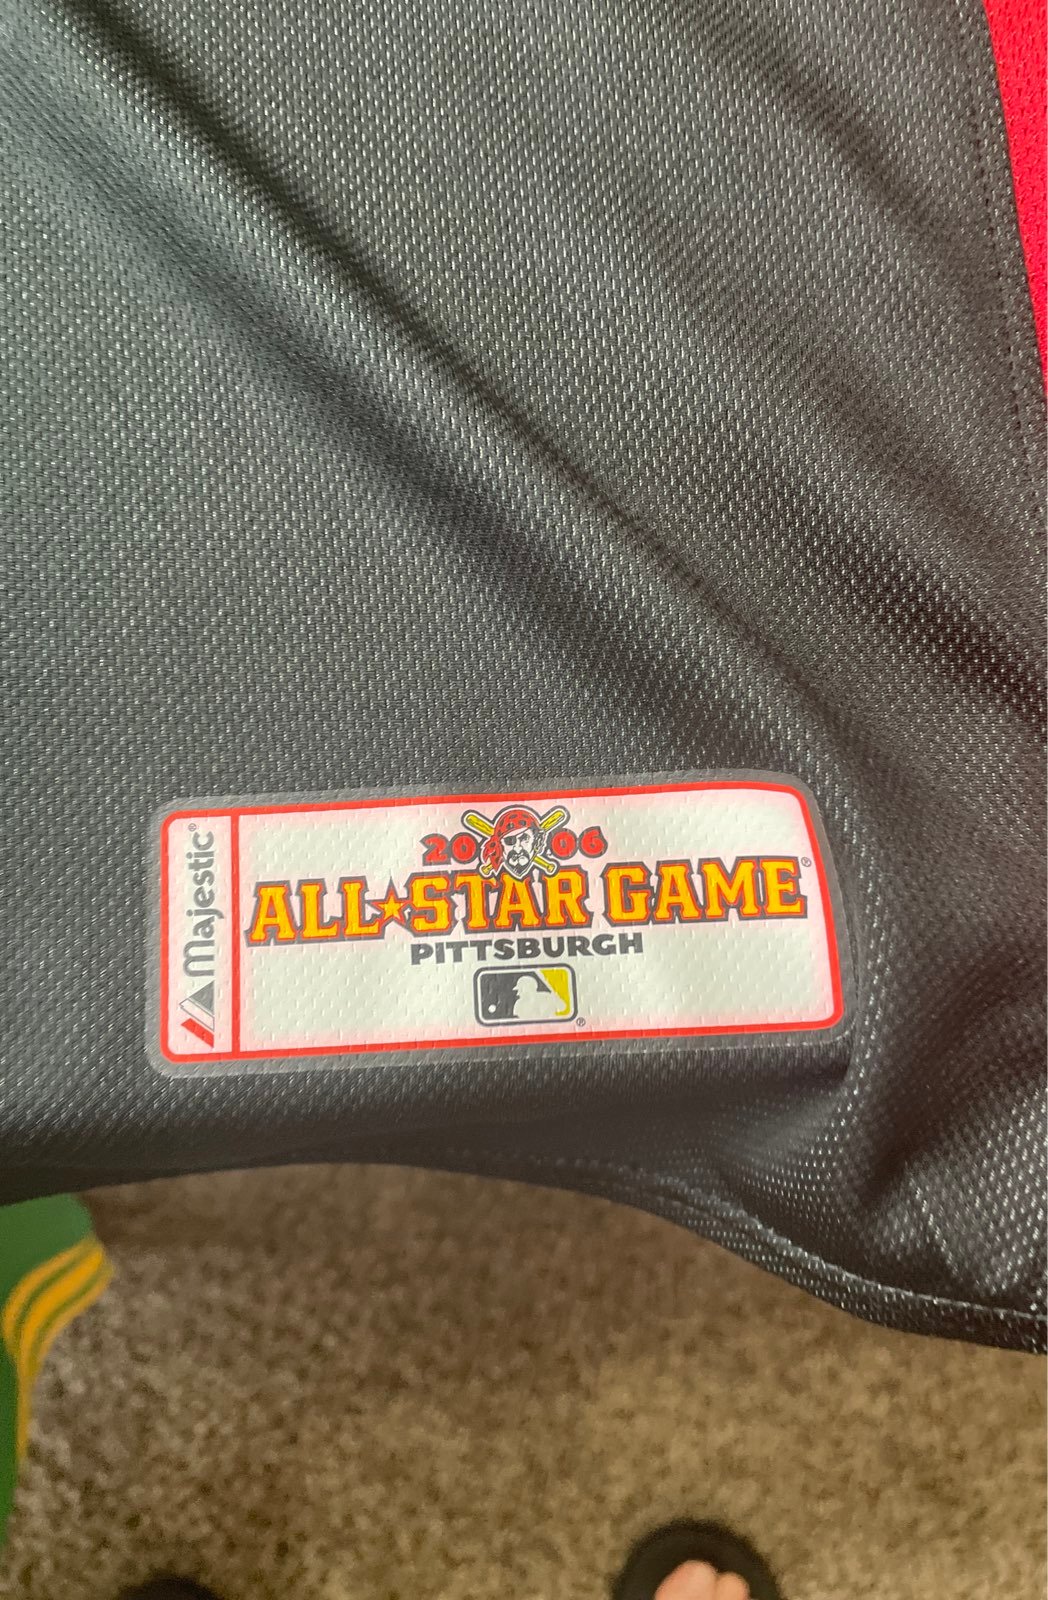 Majestic®
2006
ALL★STAR GAME®
PITTSBURGH
®